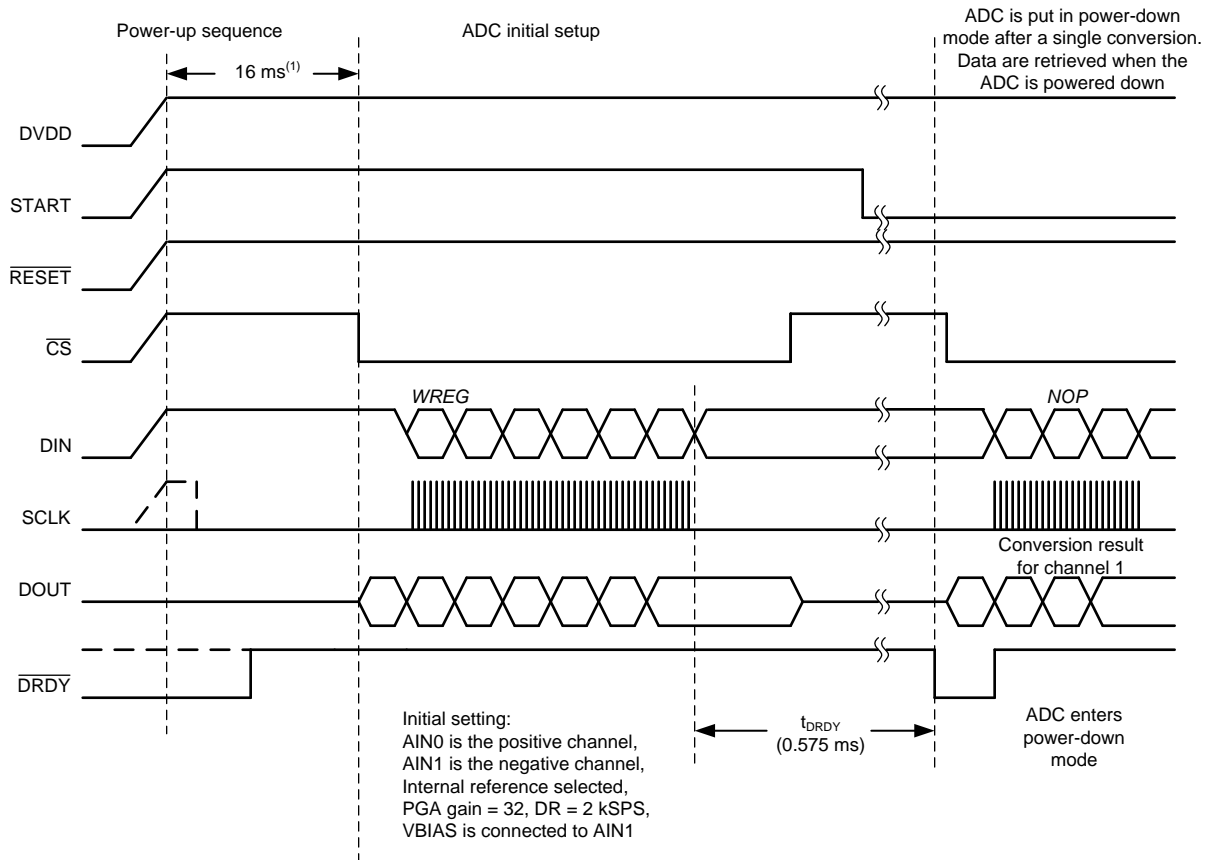 Power-up sequence
ADC initial setup
ADC is put in power-down
mode after a single conversion.
Data are retrieved when the
ADC is powered down
16 ms(1)
DVDD
START
RESET
CS
WREG
NOP
DIN
SCLK
Conversion result
for channel 1
DOUT
DRDY
Initial setting:
AIN0 is the positive channel,
AIN1 is the negative channel,
Internal reference selected,
PGA gain = 32, DR = 2 kSPS,
VBIAS is connected to AIN1
tDRDY
(0.575 ms)
ADC enters
power-down
mode